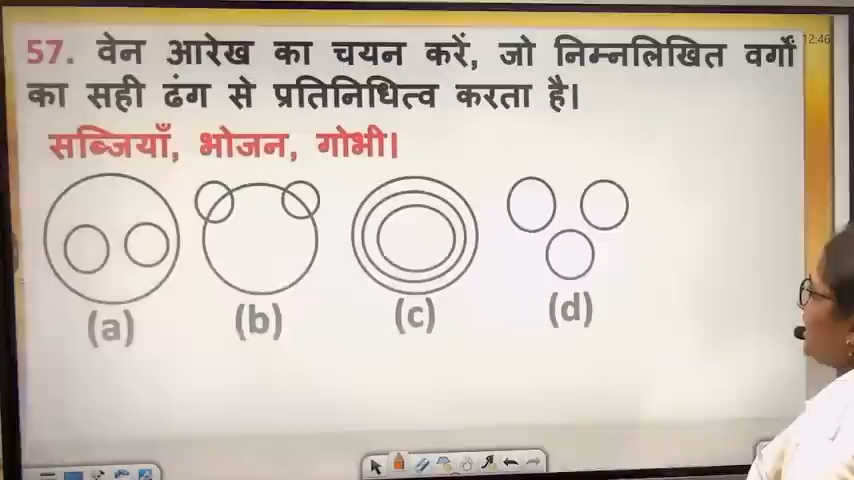 57. वेन आरेख का चयन करें, जो निम्नलिखित वर्गों
का सही ढंग से प्रतिनिधित्व करता है।
सब्जियाँ, भोजन, गोभी।
(a) (b) (c) (d)
12:46